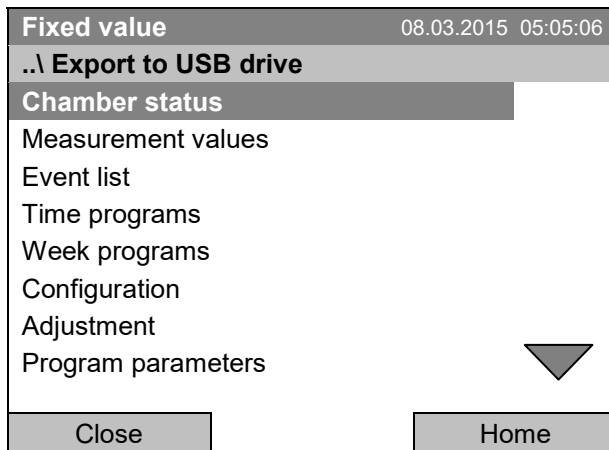 Fixed value 08.03.2015 05:05:06
..\ Export to USB drive
Chamber status
Measurement values
Event list
Time programs
Week programs
Configuration
Adjustment
Program parameters
Close Home